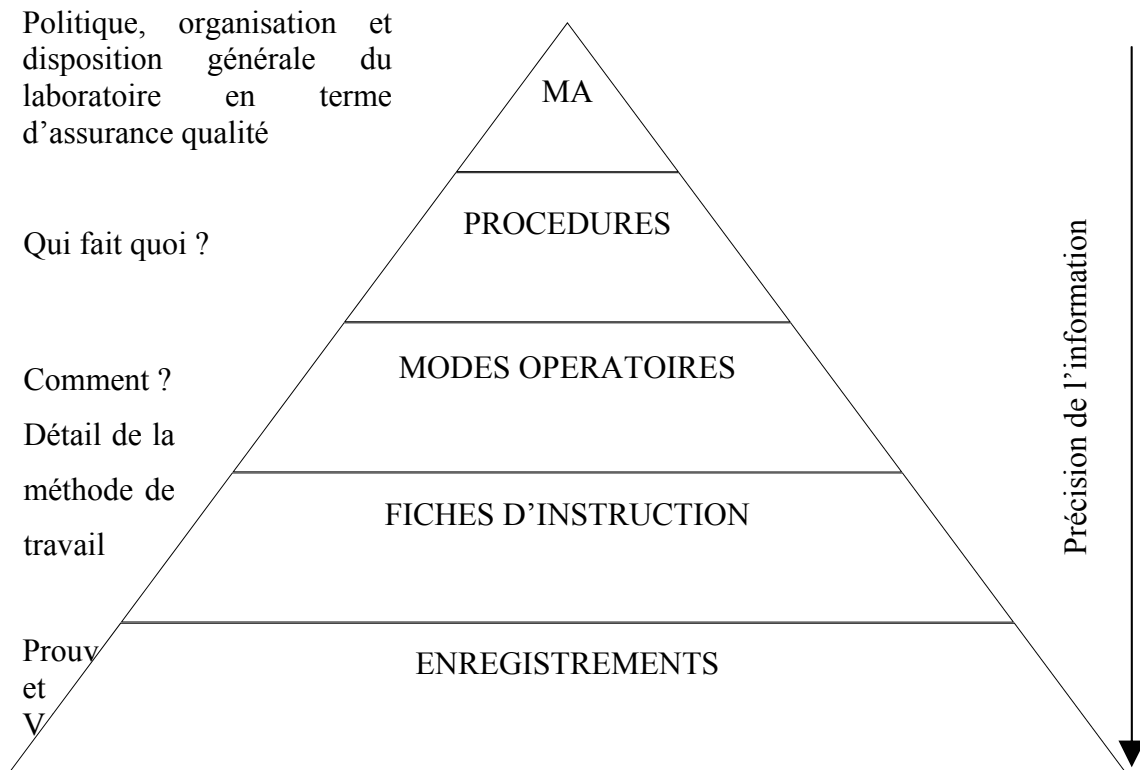 Politique, organisation et
disposition générale du
laboratoire en terme
d’assurance qualité
MA
PROCEDURES
Qui fait quoi ?
MODES OPERATOIRES
Comment ?
Détail de la
méthode de
travail
FICHES D’INSTRUCTION
Prouv
et
V
ENREGISTREMENTS
Précision de l’information